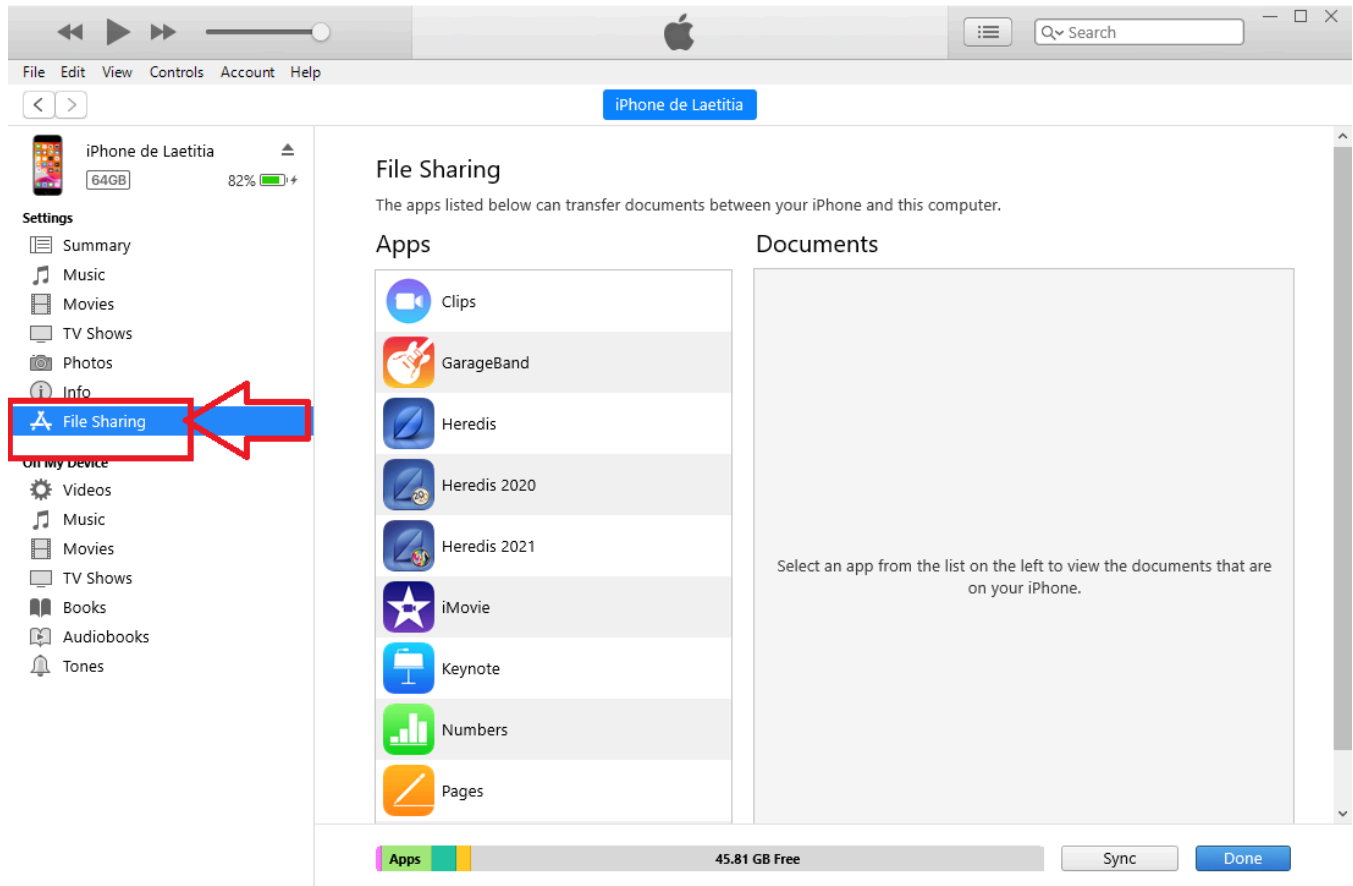 Search
File Edit View Controls Account Help
iPhone de Laetitia
iPhone de Laetitia
64GB 82%
Settings
Summary
Music
Movies
TV Shows
Photos
Info
File Sharing
On My Device
Videos
Music
Movies
TV Shows
Books
Audiobooks
Tones
File Sharing
The apps listed below can transfer documents between your iPhone and this computer.
Apps
Clips
GarageBand
Heredis
Heredis 2020
Heredis 2021
iMovie
Keynote
Numbers
Pages
Documents
Select an app from the list on the left to view the documents that are
on your iPhone.
Apps 45.81 GB Free
Sync Done